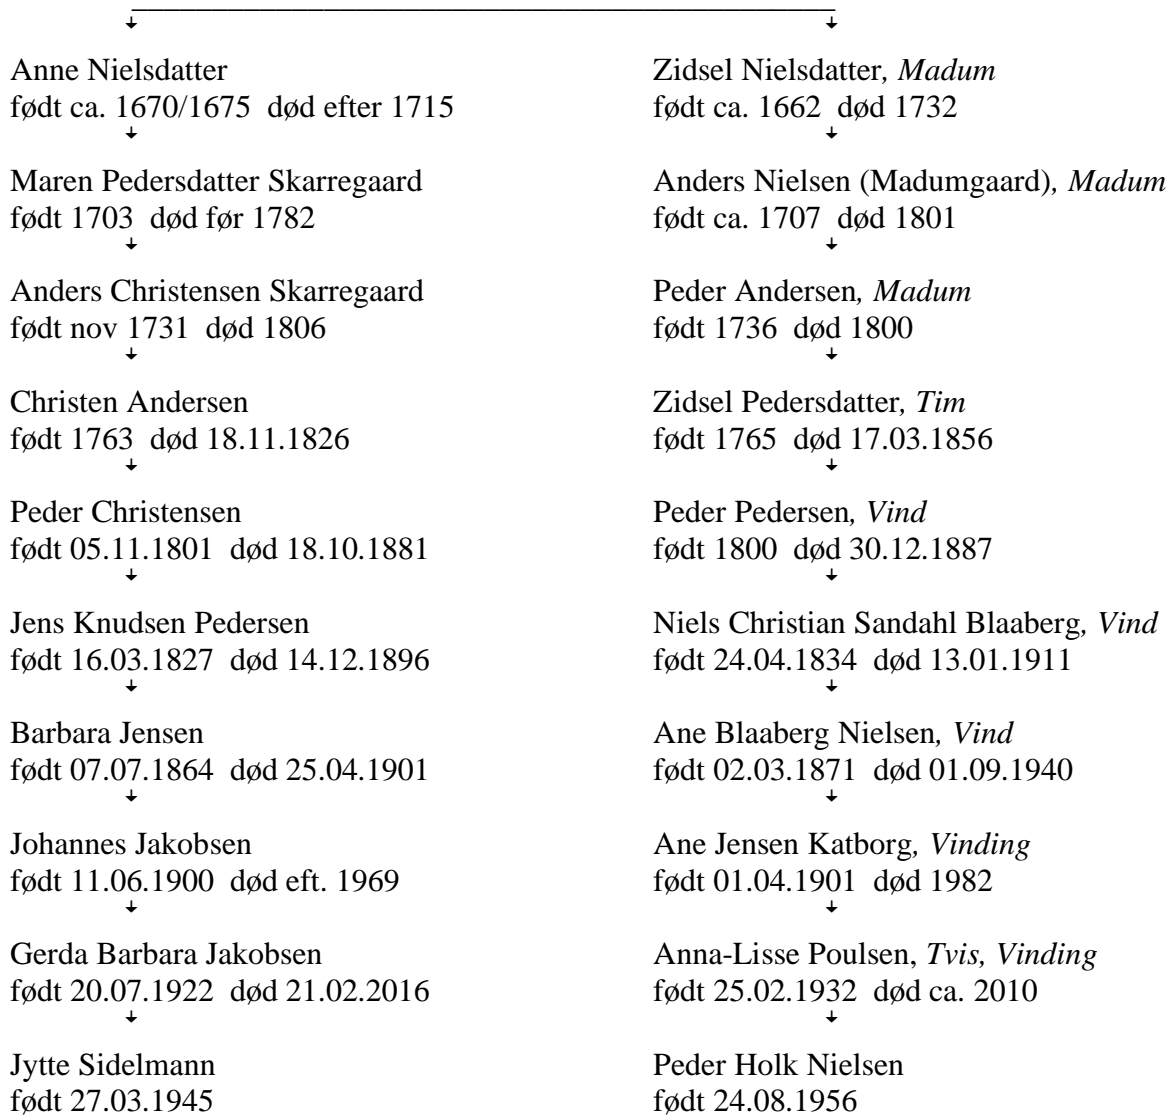 Anne Nielsdatter
født ca. 1670/1675 død efter 1715
Maren Pedersdatter Skarregaard
født 1703 død før 1782
Anders Christensen Skarregaard
født nov 1731 død 1806
Christen Andersen
født 1763 død 18.11.1826
Peder Christensen
født 05.11.1801 død 18.10.1881
Jens Knudsen Pedersen
født 16.03.1827 død 14.12.1896
Barbara Jensen
født 07.07.1864 død 25.04.1901
Johannes Jakobsen
født 11.06.1900 død eft. 1969
Gerda Barbara Jakobsen
født 20.07.1922 død 21.02.2016
Jytte Sidelmann
født 27.03.1945
Zidsel Nielsdatter, Madum
født ca. 1662 død 1732
Anders Nielsen (Madumgaard), Madum
født ca. 1707 død 1801
Peder Andersen, Madum
født 1736 død 1800
Zidsel Pedersdatter, Tim
født 1765 død 17.03.1856
Peder Pedersen, Vind
født 1800 død 30.12.1887
Niels Christian Sandahl Blaaberg, Vind
født 24.04.1834 død 13.01.1911
Ane Blaaberg Nielsen, Vind
født 02.03.1871 død 01.09.1940
Ane Jensen Katborg, Vinding
født 01.04.1901 død 1982
Anna-Lisse Poulsen, Tvis, Vinding
født 25.02.1932 død ca. 2010
Peder Holk Nielsen
født 24.08.1956